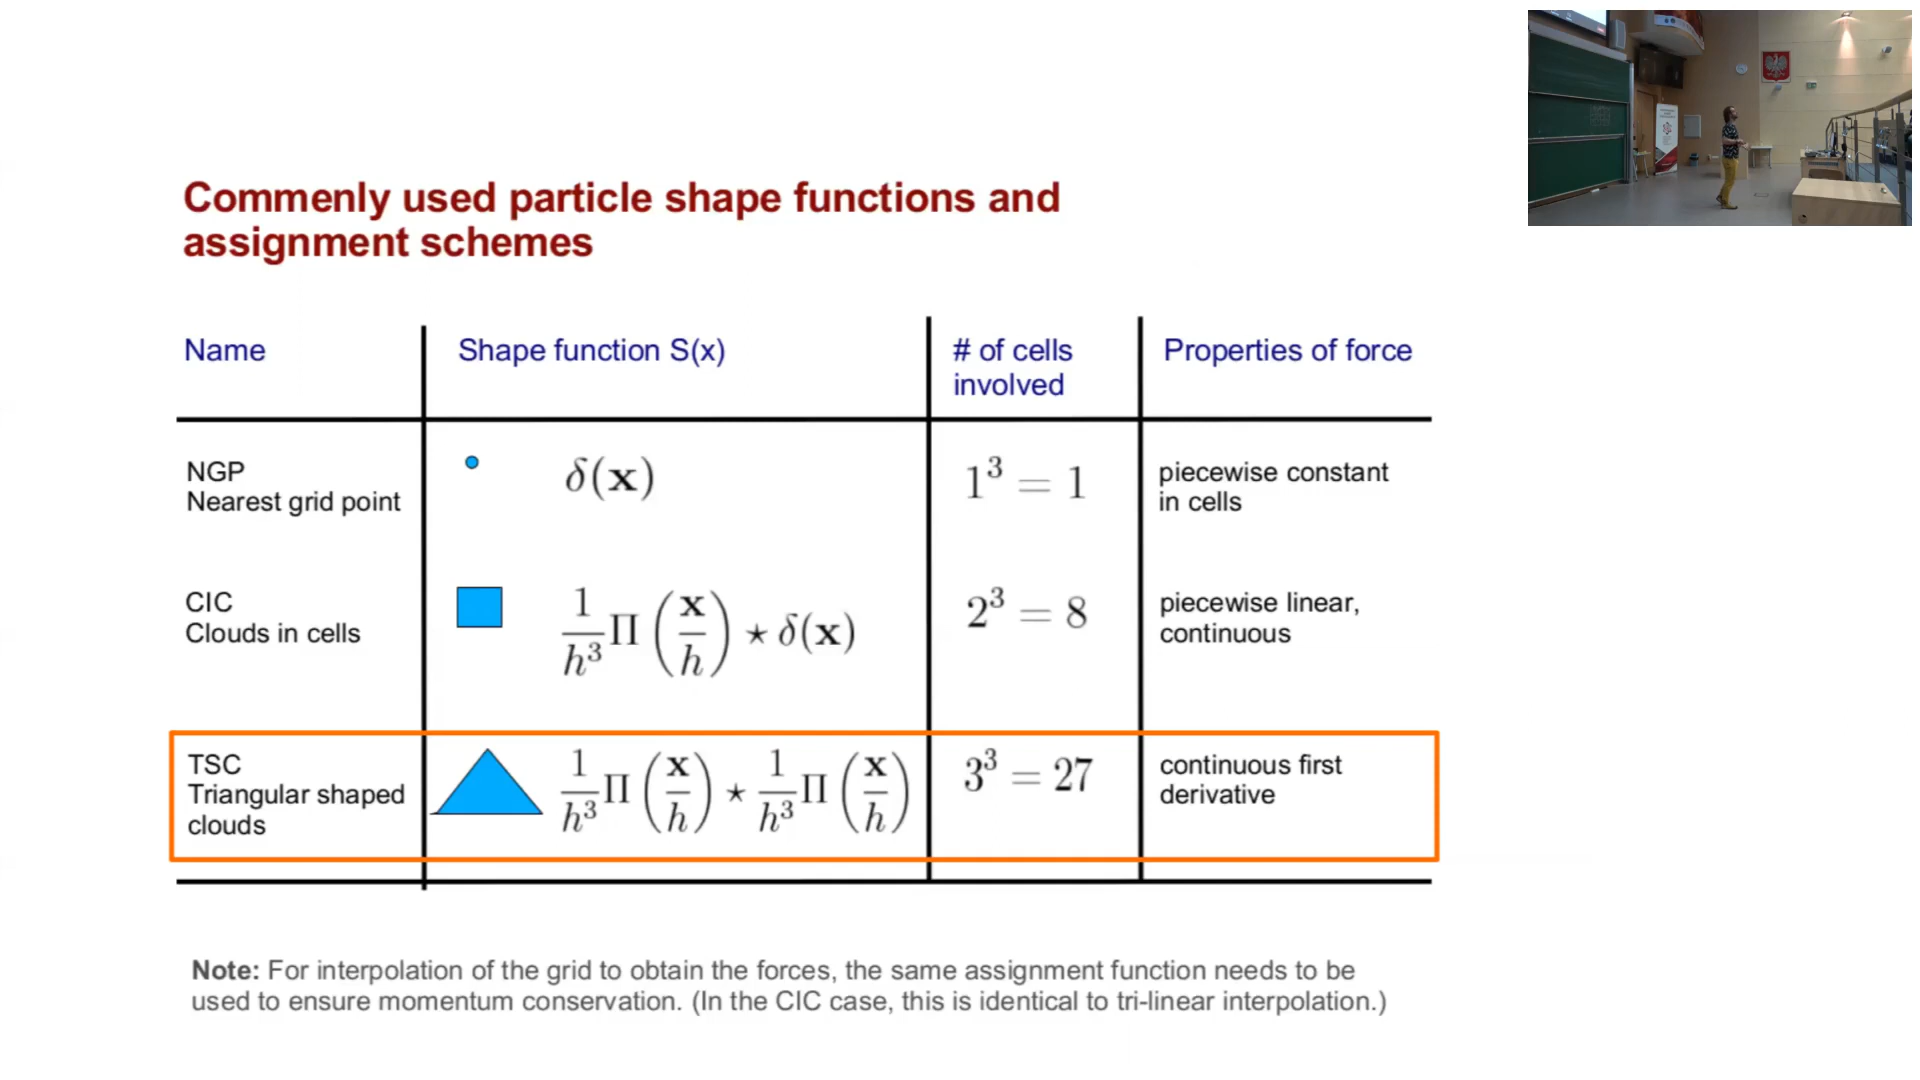 Commenly used particle shape functions and
assignment schemes
Name
Shape function S(x)
# of cells
involved
Properties of force
NGP
Nearest grid point
δ(𝐱)
1³ = 1
piecewise constant
in cells
CIC
Clouds in cells
1/h³ Π (𝐱/h) ⋆ δ(𝐱)
2³ = 8
piecewise linear,
continuous
TSC
Triangular shaped
clouds
1/h³ Π (𝐱/h) ⋆ 1/h³ Π (𝐱/h)
3³ = 27
continuous first
derivative
Note: For interpolation of the grid to obtain the forces, the same assignment function needs to be
used to ensure momentum conservation. (In the CIC case, this is identical to tri-linear interpolation.)